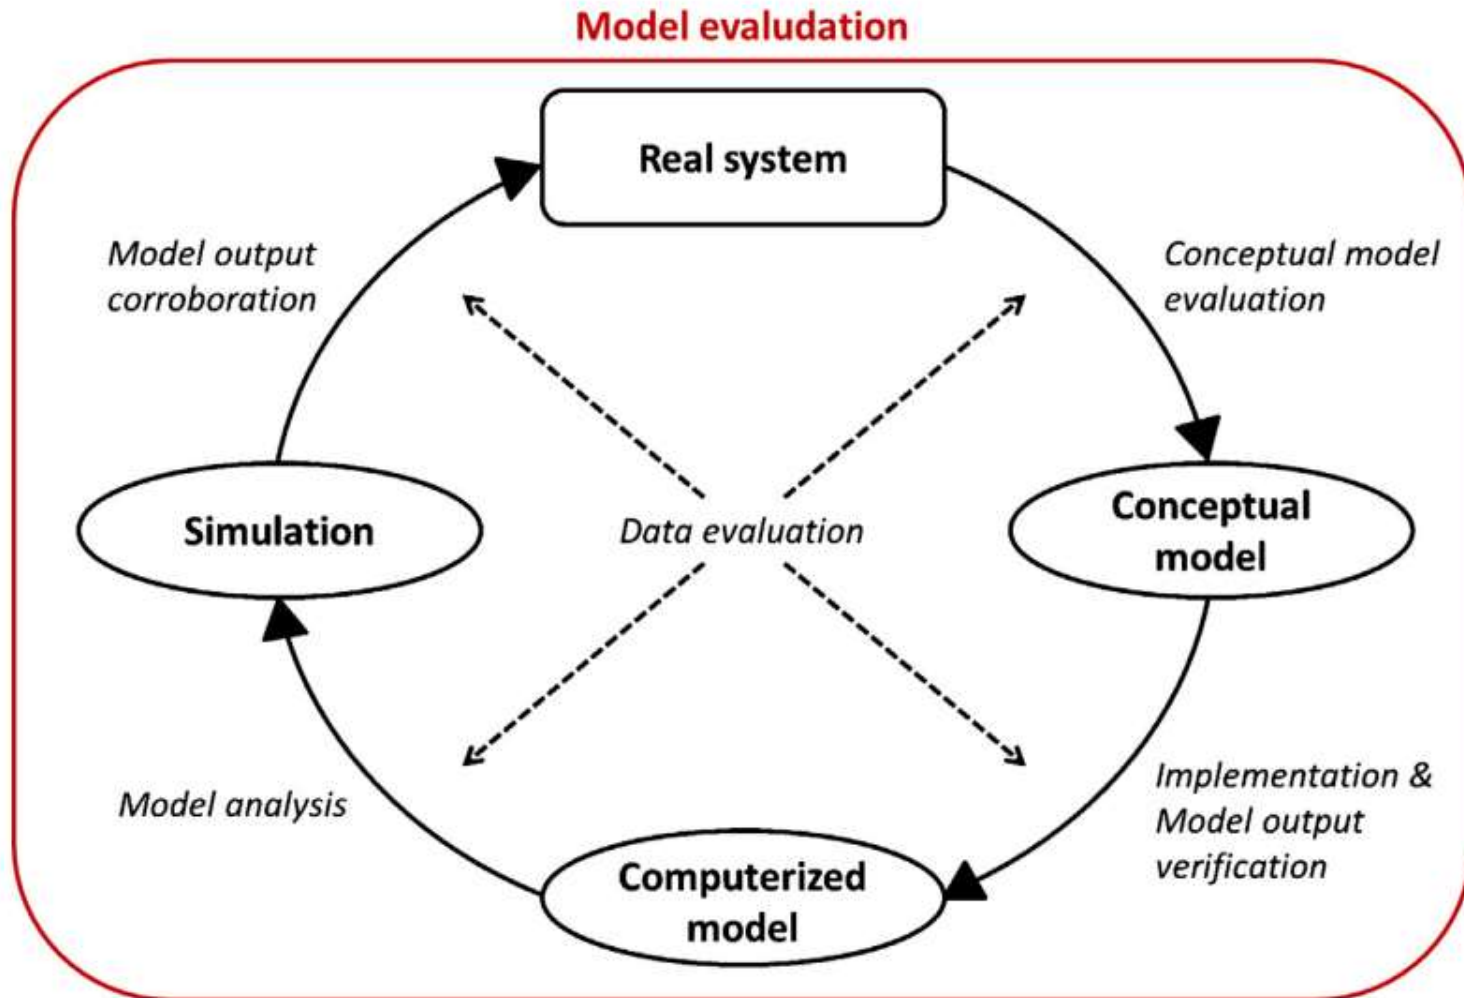 Model evaludation
Real system
Model output
corroboration
Conceptual model
evaluation
Simulation
Data evaluation
Conceptual
model
Model analysis
Implementation &
Model output
verification
Computerized
model